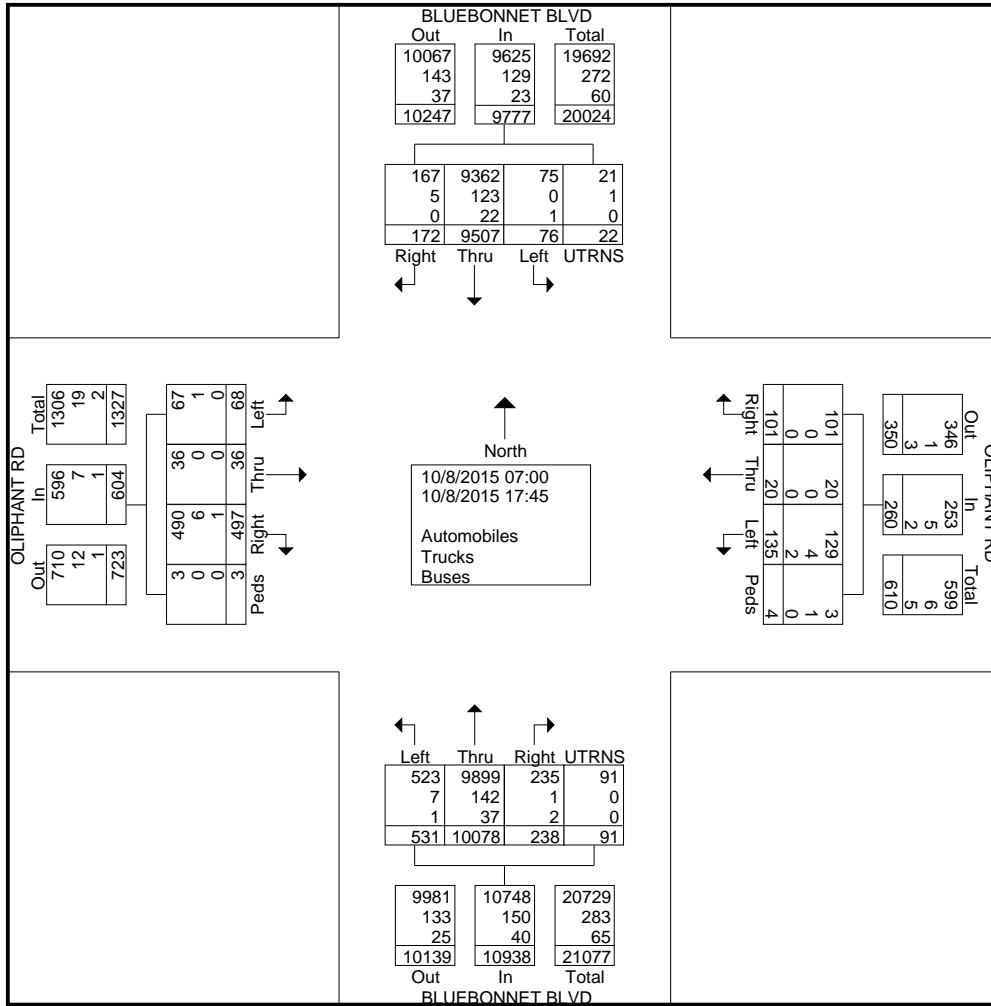 BLUEBONNET BLVD
Out In Total
10067 9625 19692
143 129 272
37 23 60
10247 9777 20024
167 9362 75 21
5 123 0 1
0 22 1 0
172 9507 76 22
Right Thru Left UTRNS
OLIPHANT RD
Total In Out
1306 596 710
19 7 12
2 1 1
1327 604 723
67 36 490 3
1 0 6 0
0 0 1 0
68 36 497 3
Left Thru Right Peds
North
10/8/2015 07:00
10/8/2015 17:45
Automobiles
Trucks
Buses
Right Thru Left Peds
101 20 135 4
0 0 2 0
0 0 4 1
101 20 129 3
350 260 610
3 2 5
1 5 6
346 253 599
Out In Total
OLIPHANT RD
Left Thru Right UTRNS
523 9899 235 91
7 142 1 0
1 37 2 0
531 10078 238 91
9981 10748 20729
133 150 283
25 40 65
10139 10938 21077
Out In Total
BLUEBONNET BLVD